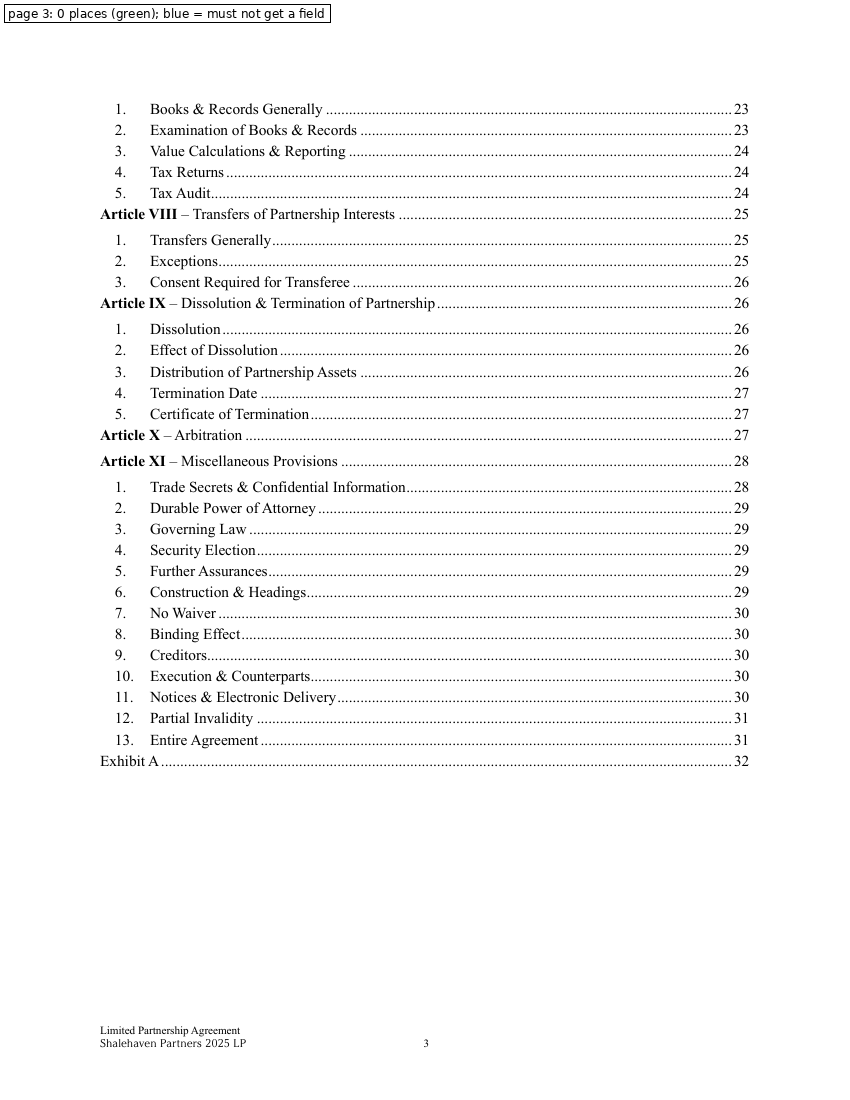 page 3: 0 places (green); blue = must not get a field
1. Books & Records Generally 23
2. Examination of Books & Records 23
3. Value Calculations & Reporting 24
4. Tax Returns 24
5. Tax Audit 24
Article VIII – Transfers of Partnership Interests 25
1. Transfers Generally 25
2. Exceptions 25
3. Consent Required for Transferee 26
Article IX – Dissolution & Termination of Partnership 26
1. Dissolution 26
2. Effect of Dissolution 26
3. Distribution of Partnership Assets 26
4. Termination Date 27
5. Certificate of Termination 27
Article X – Arbitration 27
Article XI – Miscellaneous Provisions 28
1. Trade Secrets & Confidential Information 28
2. Durable Power of Attorney 29
3. Governing Law 29
4. Security Election 29
5. Further Assurances 29
6. Construction & Headings 29
7. No Waiver 30
8. Binding Effect 30
9. Creditors 30
10. Execution & Counterparts 30
11. Notices & Electronic Delivery 30
12. Partial Invalidity 31
13. Entire Agreement 31
Exhibit A 32
Limited Partnership Agreement
Shalehaven Partners 2025 LP 3